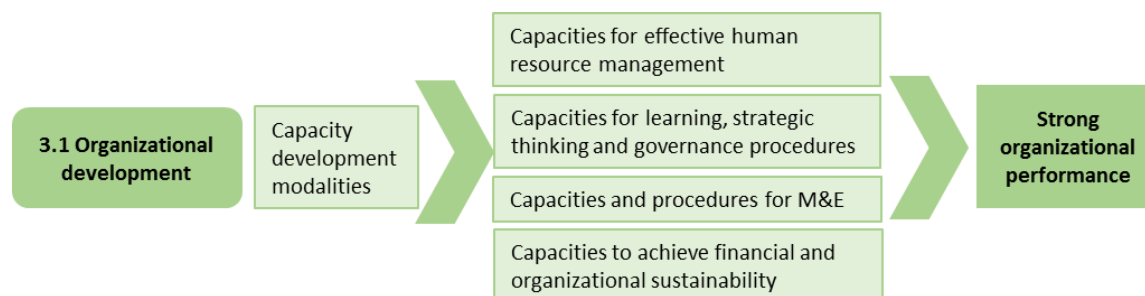 3.1 Organizational
development
Capacity
development
modalities
Capacities for effective human
resource management
Capacities for learning, strategic
thinking and governance procedures
Capacities and procedures for M&E
Capacities to achieve financial and
organizational sustainability
Strong
organizational
performance